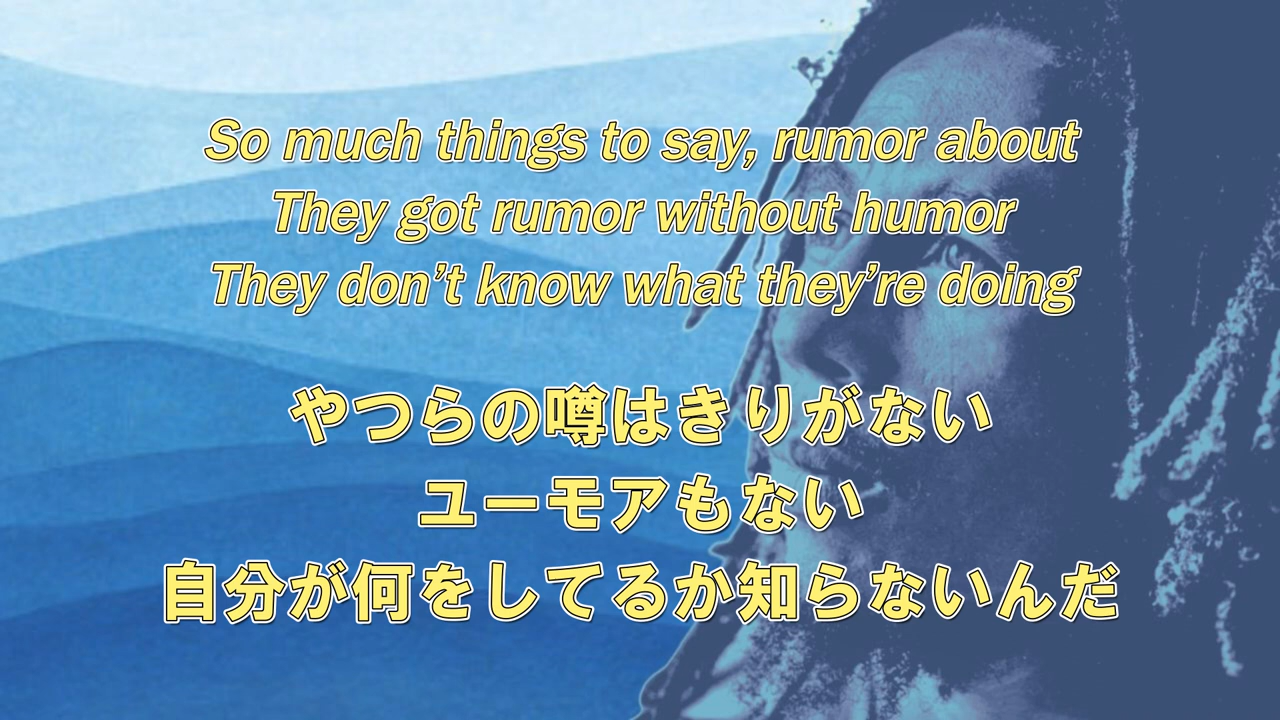 So much things to say, rumor about
They got rumor without humor
They don’t know what they’re doing
やつらの噂はきりがない
ユーモアもない
自分が何をしてるか知らないんだ